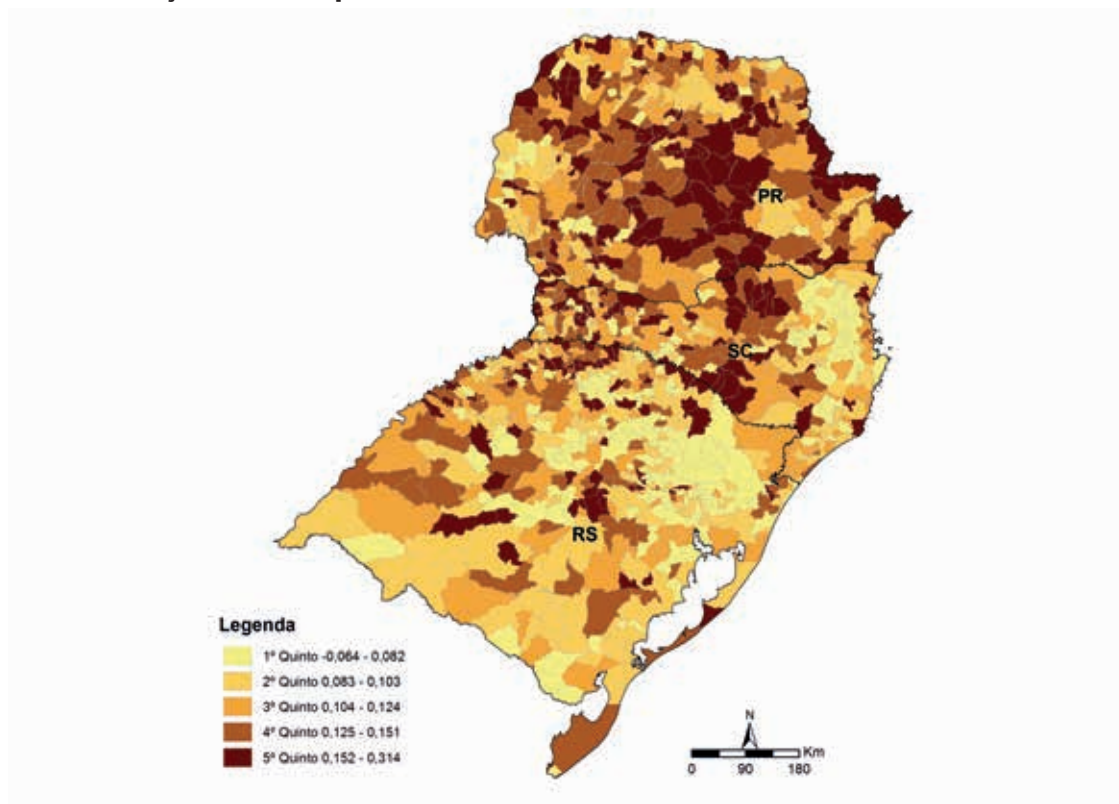 PR
SC
RS
Legenda
1º Quinto -0,064 - 0,082
2º Quinto 0,083 - 0,103
3º Quinto 0,104 - 0,124
4º Quinto 0,125 - 0,151
5º Quinto 0,152 - 0,314
N
Km
0 90 180